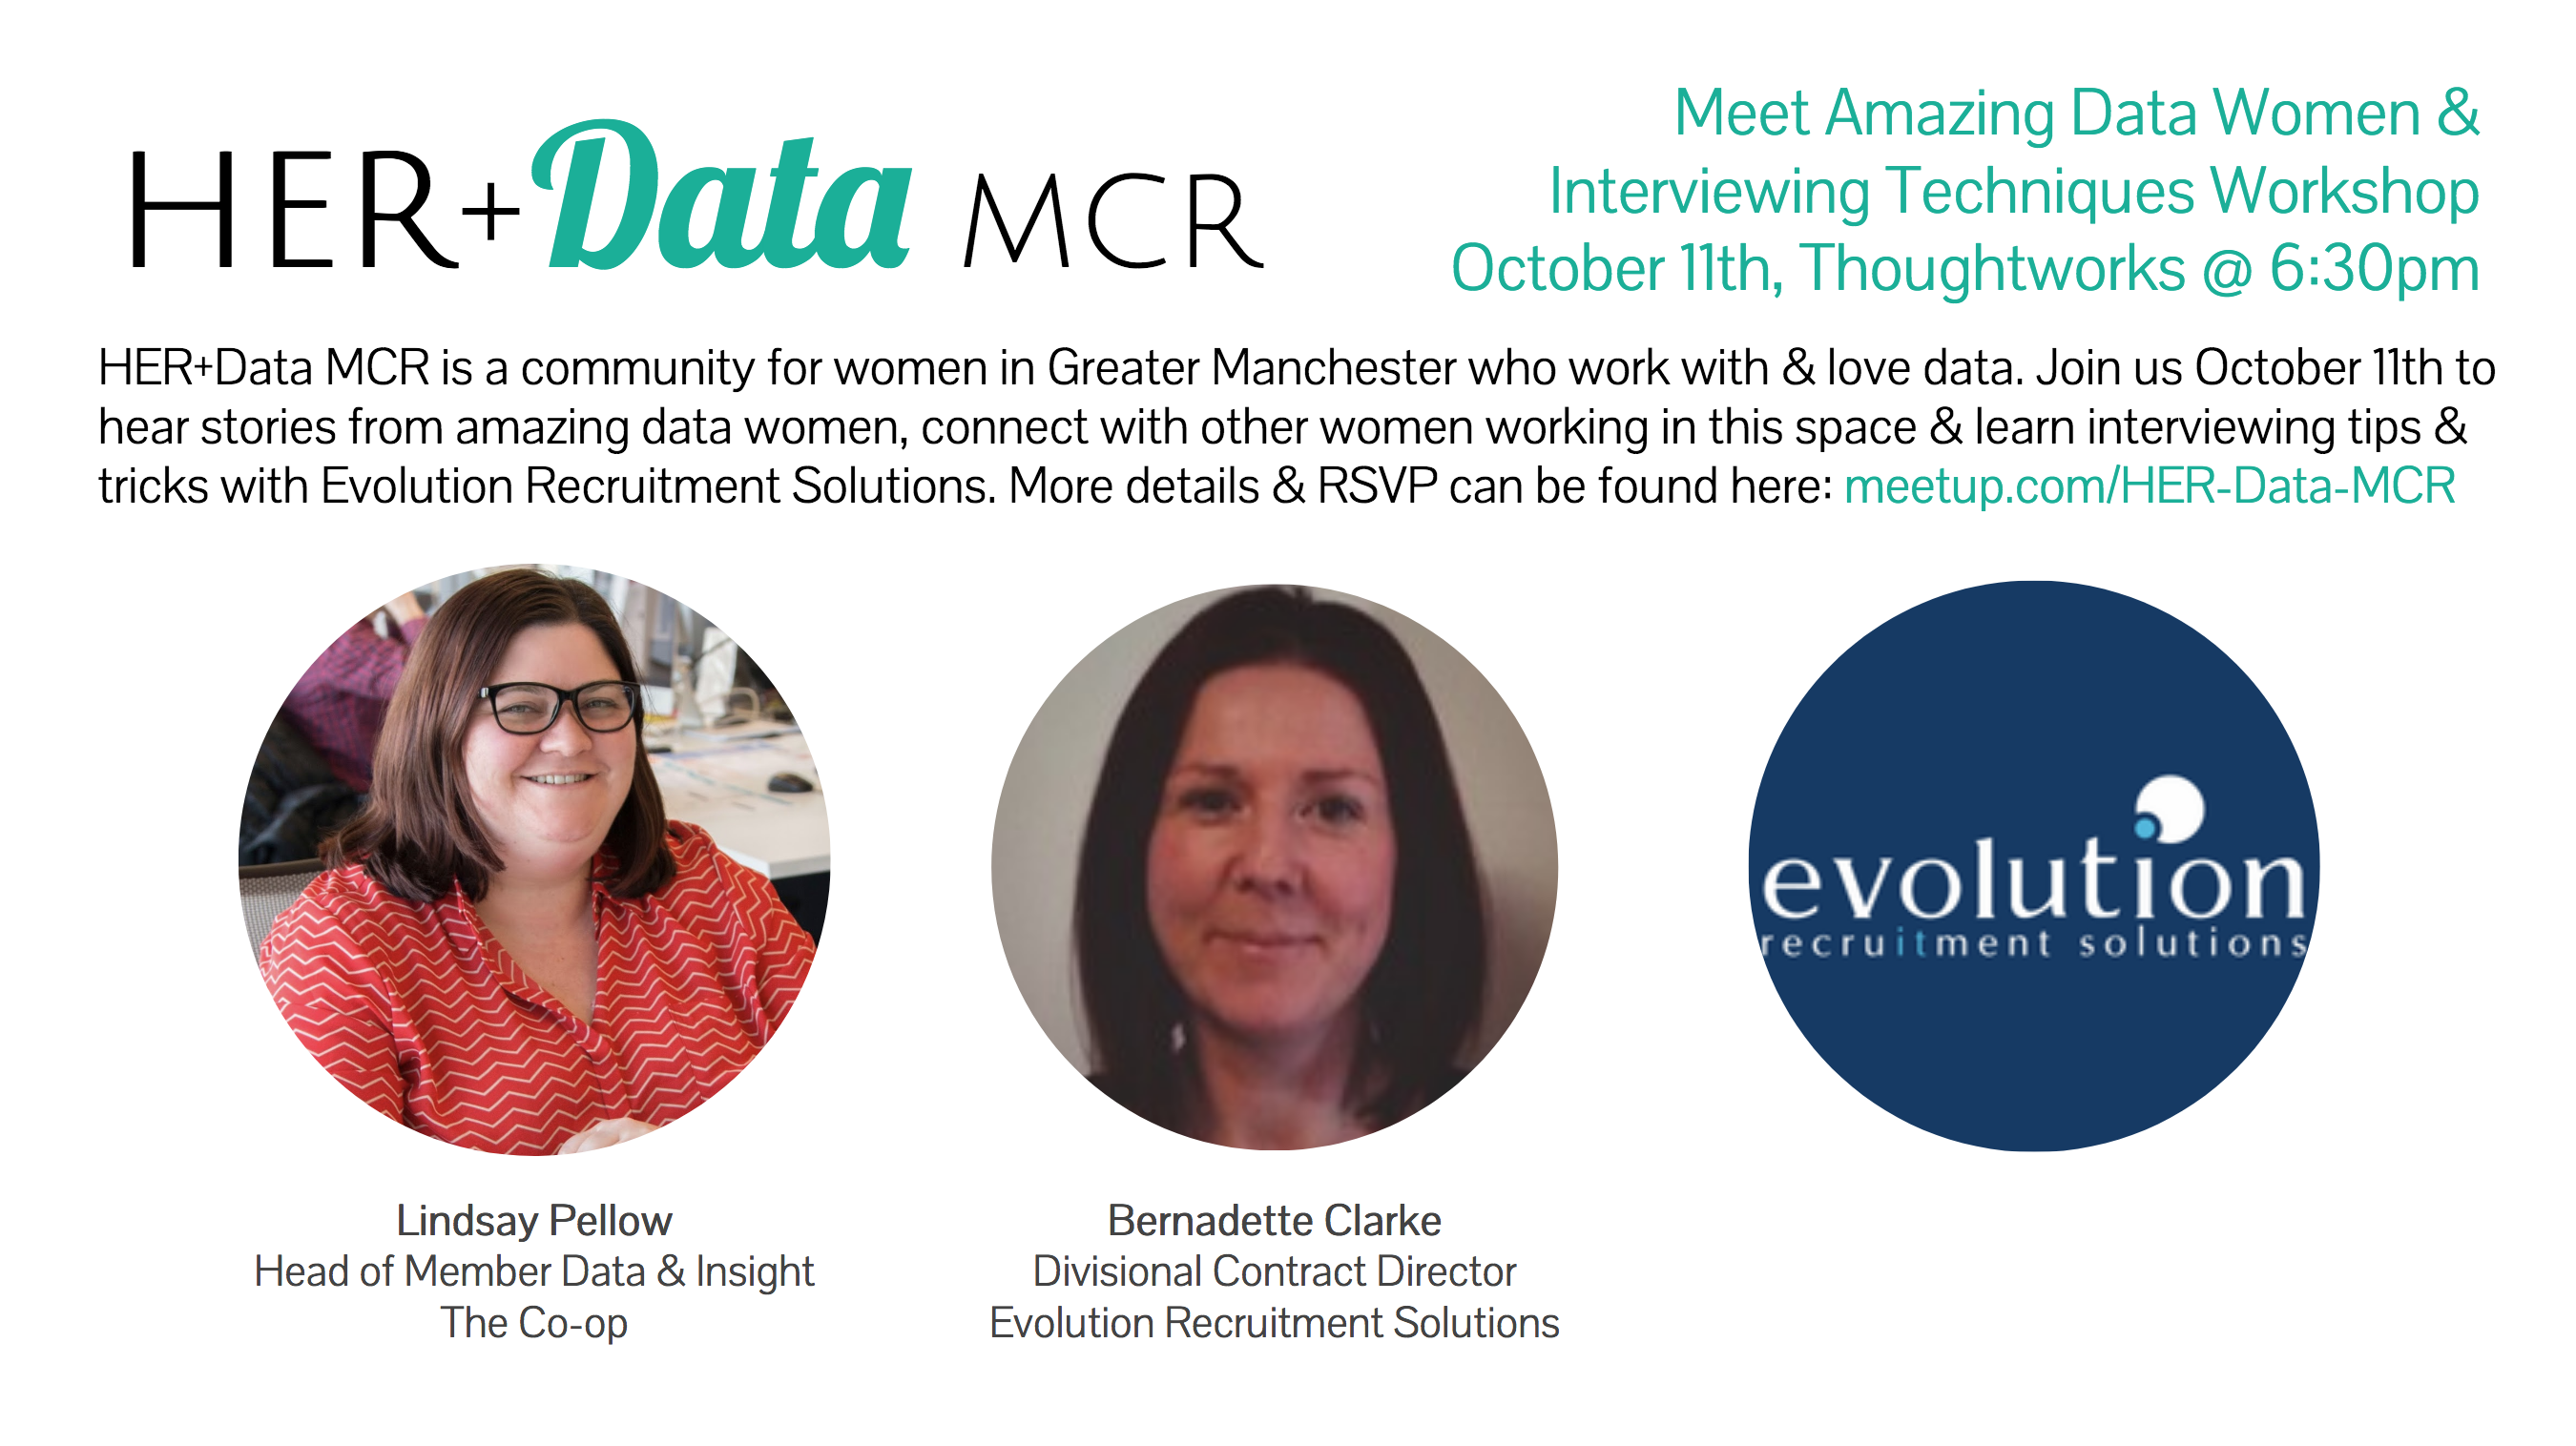 HER+Data MCR
Meet Amazing Data Women &
Interviewing Techniques Workshop
October 11th, Thoughtworks @ 6:30pm
HER+Data MCR is a community for women in Greater Manchester who work with & love data. Join us October 11th to
hear stories from amazing data women, connect with other women working in this space & learn interviewing tips &
tricks with Evolution Recruitment Solutions. More details & RSVP can be found here: meetup.com/HER-Data-MCR
evolution
recruitment solutions
Lindsay Pellow
Head of Member Data & Insight
The Co-op
Bernadette Clarke
Divisional Contract Director
Evolution Recruitment Solutions